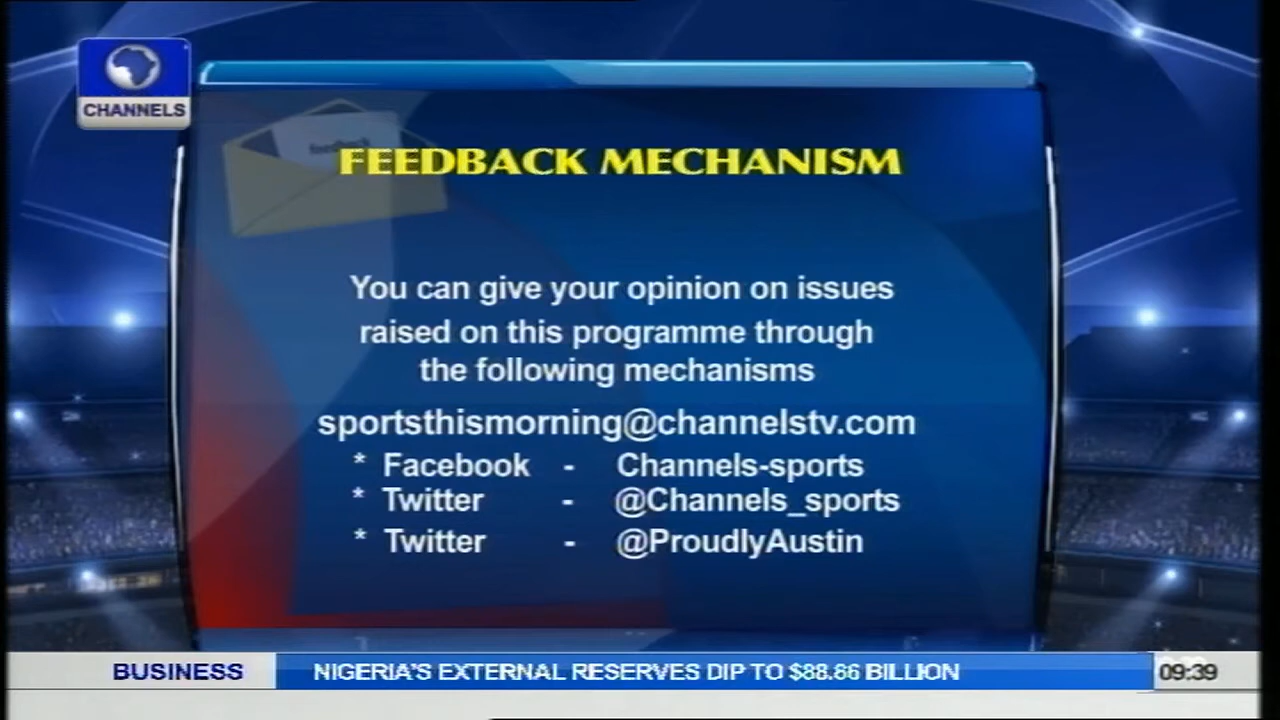 CHANNELS
FEEDBACK MECHANISM
You can give your opinion on issues
raised on this programme through
the following mechanisms
sportsthismorning@channelstv.com
* Facebook - Channels-sports
* Twitter - @Channels_sports
* Twitter - @ProudlyAustin
BUSINESS NIGERIA'S EXTERNAL RESERVES DIP TO $88.86 BILLION 09:39